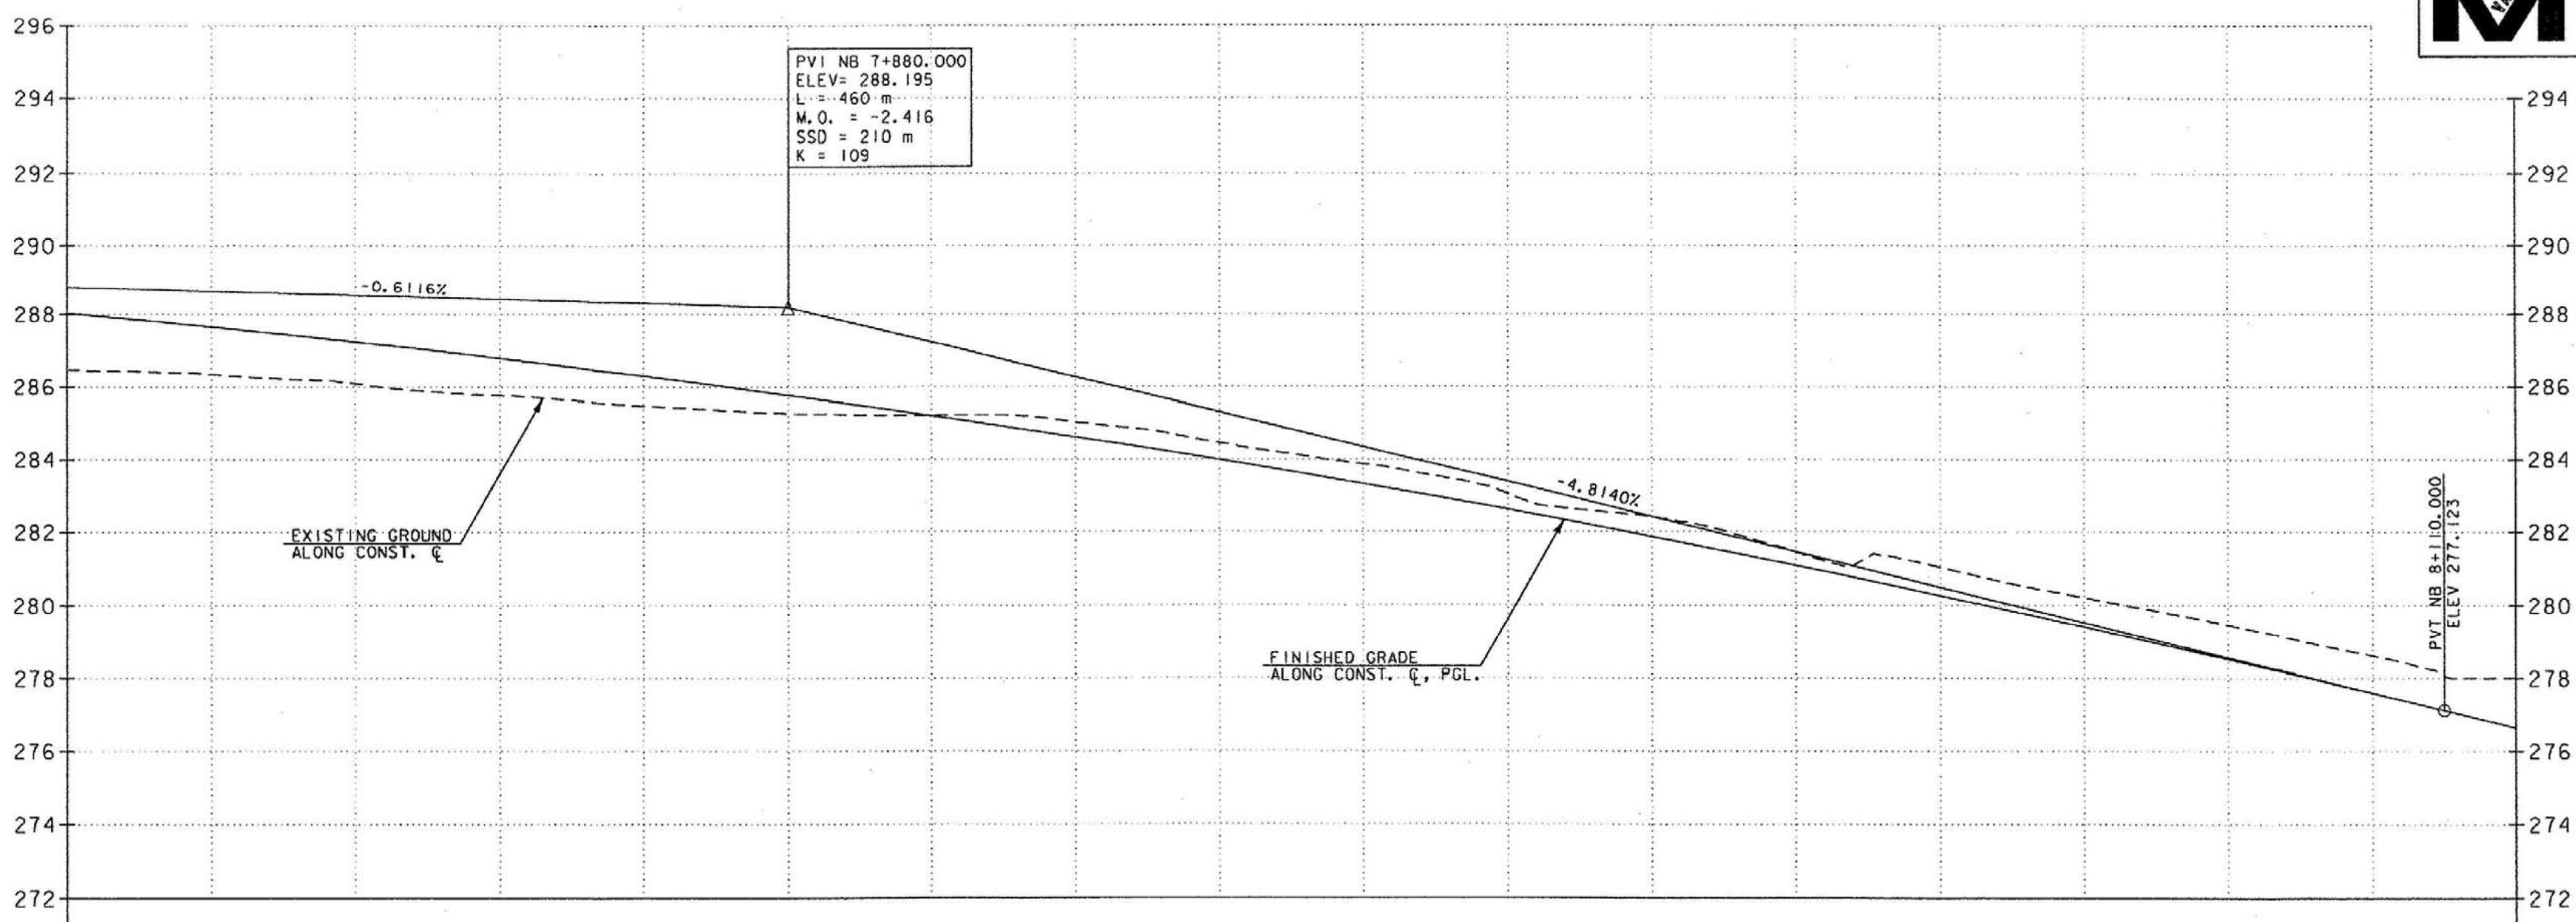 296
294
292
290
288
286
284
282
280
278
276
274
272
PVI NB 7+880.000
ELEV= 288.195
L = 460 m
M.O. = -2.416
SSD = 210 m
K = 109
-0.6116%
EXISTING GROUND
ALONG CONST. ℄
-4.8140%
FINISHED GRADE
ALONG CONST. ℄, PGL.
PVT NB 8+110.000
ELEV 277.123
M
294
292
290
288
286
284
282
280
278
276
274
272